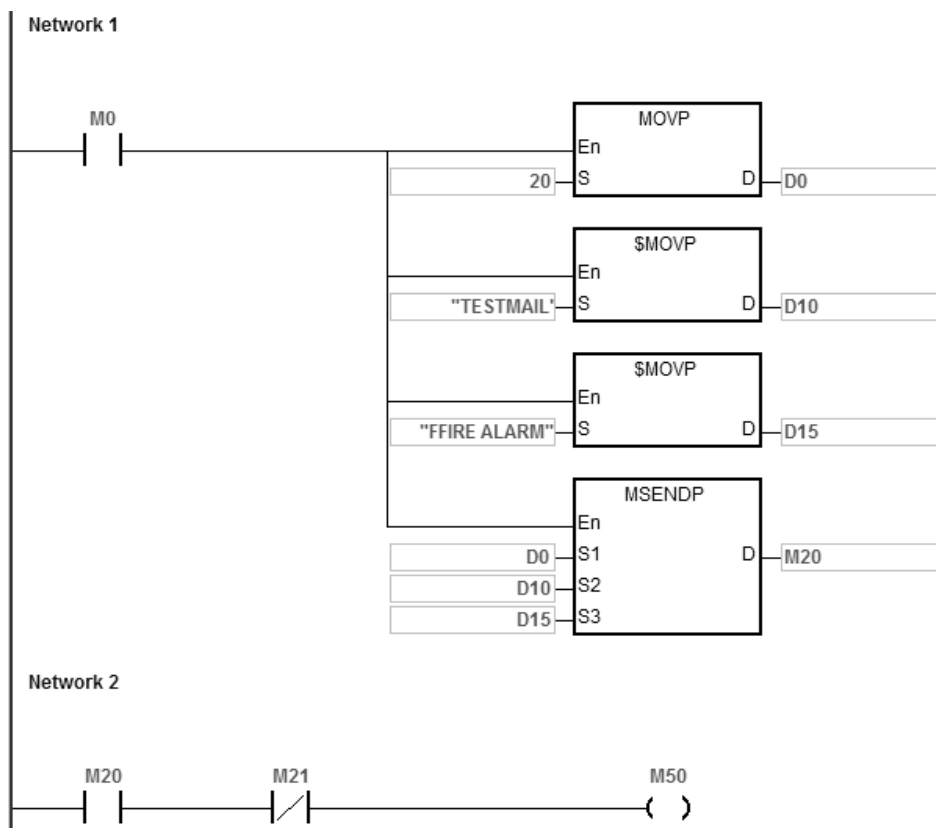 Network 1
M0
MOVP
En
20 S D D0
$MOVP
En
"TESTMAIL' S D D10
$MOVP
En
"FFIRE ALARM" S D D15
MSENDP
En
D0 S1 D M20
D10 S2
D15 S3
Network 2
M20 M21 M50